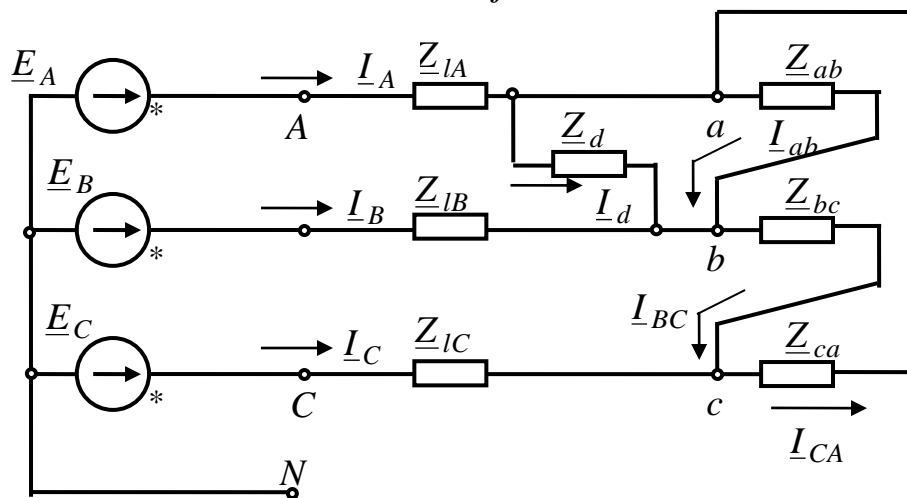 E_A
I_A
Z_lA
Z_ab
*
A
a
Z_d
I_ab
E_B
I_B
Z_lB
I_d
Z_bc
*
b
E_C
I_C
Z_lC
I_BC
Z_ca
*
C
c
I_CA
N